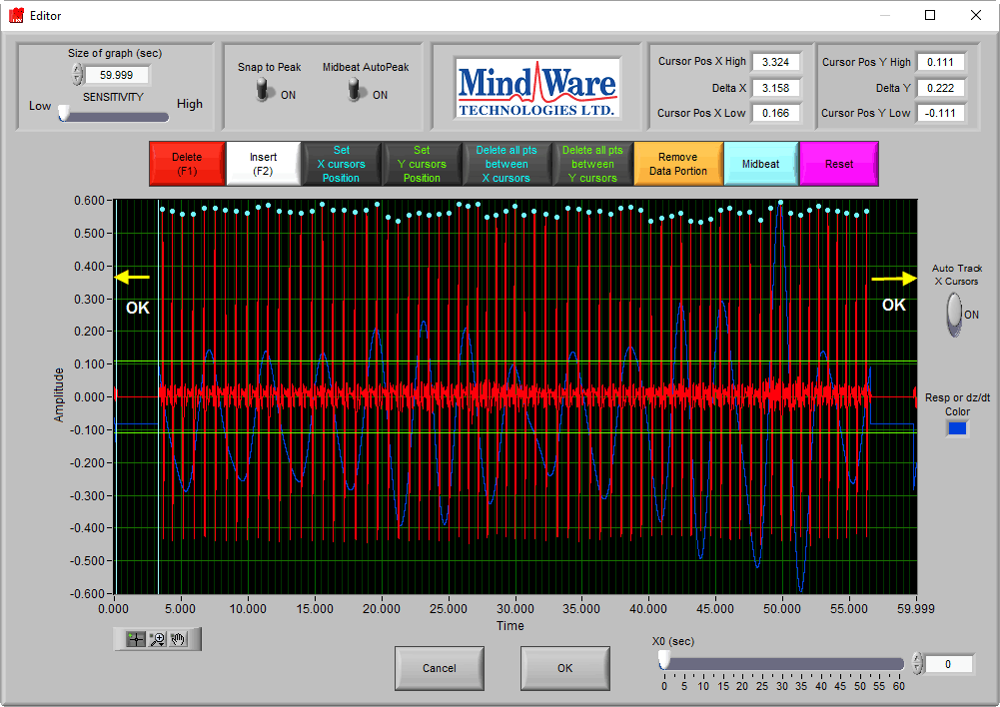 Editor
Size of graph (sec)
59.999
SENSITIVITY
Low
High
Snap to Peak
ON
Midbeat AutoPeak
ON
MindWare
TECHNOLOGIES LTD.
Cursor Pos X High 3.324
Delta X 3.158
Cursor Pos X Low 0.166
Cursor Pos Y High 0.111
Delta Y 0.222
Cursor Pos Y Low -0.111
Delete
(F1)
Insert
(F2)
Set
X cursors
Position
Set
Y cursors
Position
Delete all pts
between
X cursors
Delete all pts
between
Y cursors
Remove
Data Portion
Midbeat
Reset
0.600
0.500
0.400
0.300
0.200
0.100
0.000
-0.100
-0.200
-0.300
-0.400
-0.500
-0.600
Amplitude
OK
OK
Auto Track
X Cursors
ON
Resp or dz/dt
Color
0.000 5.000 10.000 15.000 20.000 25.000 30.000 35.000 40.000 45.000 50.000 55.000 59.999
Time
Cancel
OK
X0 (sec)
0
0 5 10 15 20 25 30 35 40 45 50 55 60